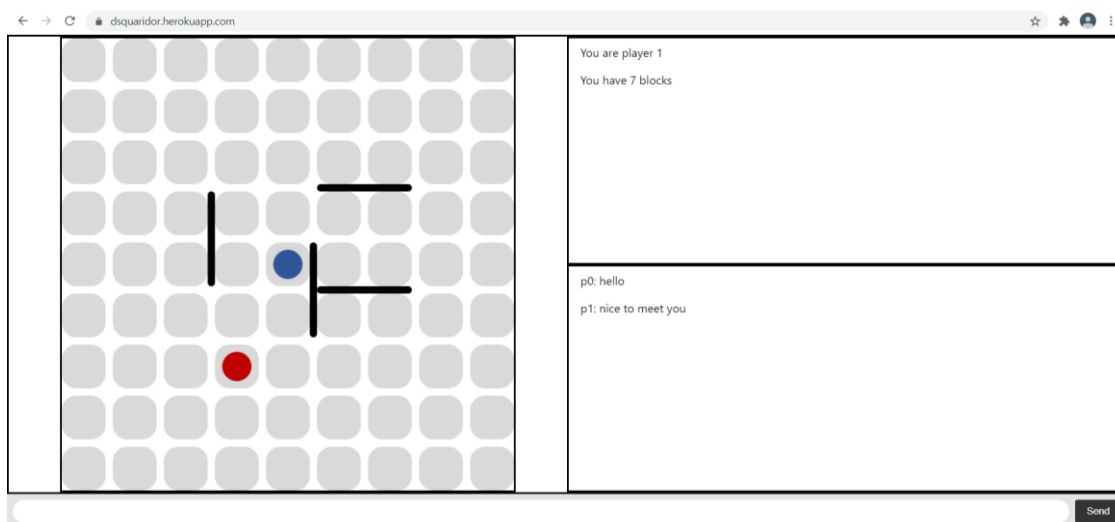 dsquaridor.herokuapp.com
You are player 1
You have 7 blocks
p0: hello
p1: nice to meet you
Send